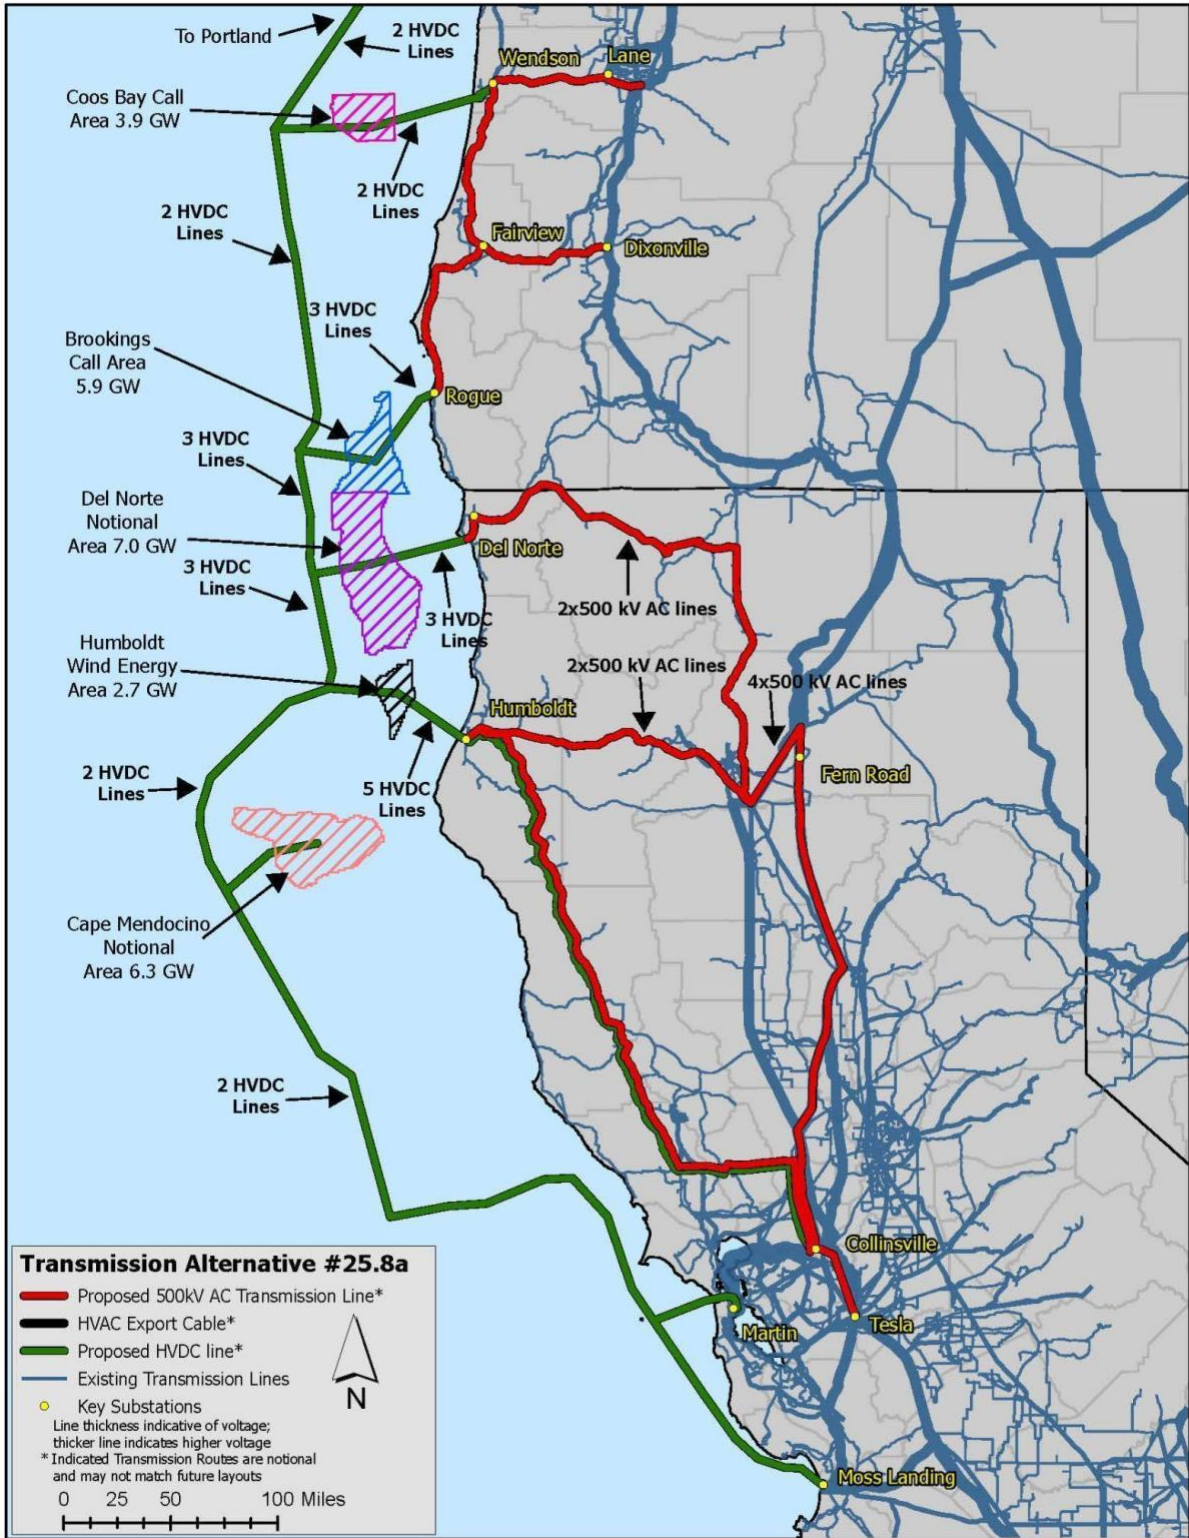 To Portland
2 HVDC
Lines
Wendson
Lane
Coos Bay Call
Area 3.9 GW
2 HVDC
Lines
2 HVDC
Lines
Fairview
Dixonville
3 HVDC
Lines
Brookings
Call Area
5.9 GW
Rogue
3 HVDC
Lines
Del Norte
Notional
Area 7.0 GW
Del Norte
3 HVDC
Lines
2x500 kV AC lines
3 HVDC
Lines
Humboldt
Wind Energy
Area 2.7 GW
2x500 kV AC lines
4x500 kV AC lines
Humboldt
Fern Road
2 HVDC
Lines
5 HVDC
Lines
Cape Mendocino
Notional
Area 6.3 GW
2 HVDC
Lines
Collinsville
Martin
Tesla
Moss Landing
Transmission Alternative #25.8a
Proposed 500kV AC Transmission Line*
HVAC Export Cable*
Proposed HVDC line*
Existing Transmission Lines
Key Substations
Line thickness indicative of voltage;
thicker line indicates higher voltage
* Indicated Transmission Routes are notional
and may not match future layouts
N
0 25 50 100 Miles